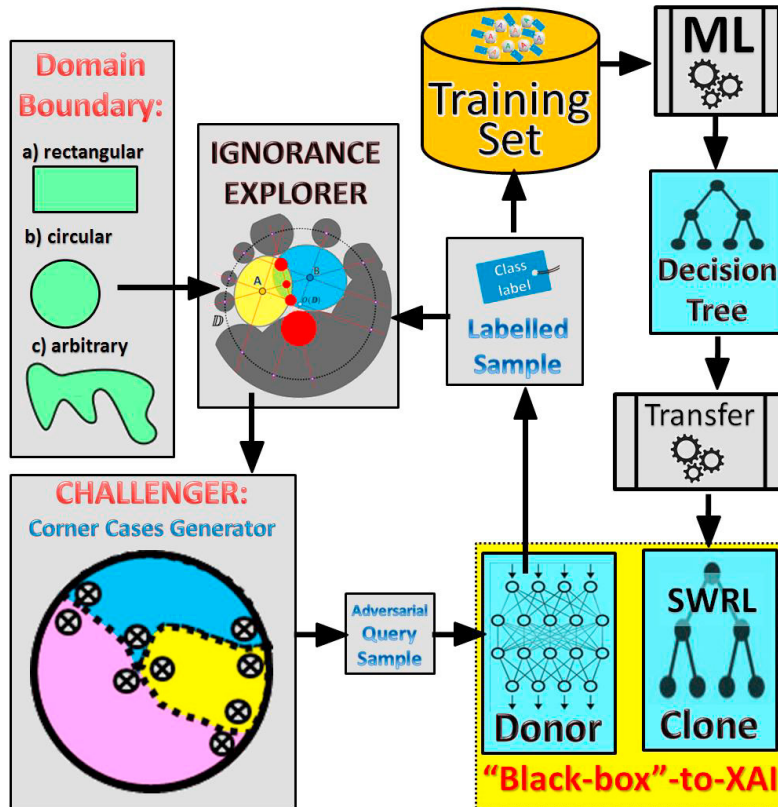 Domain
Boundary:
a) rectangular
b) circular
c) arbitrary
IGNORANCE
EXPLORER
A
B
𝔻
Training
Set
ML
Class
label
Labelled
Sample
Decision
Tree
Transfer
CHALLENGER:
Corner Cases Generator
Adversarial
Query
Sample
Donor
SWRL
Clone
“Black-box”-to-XAI